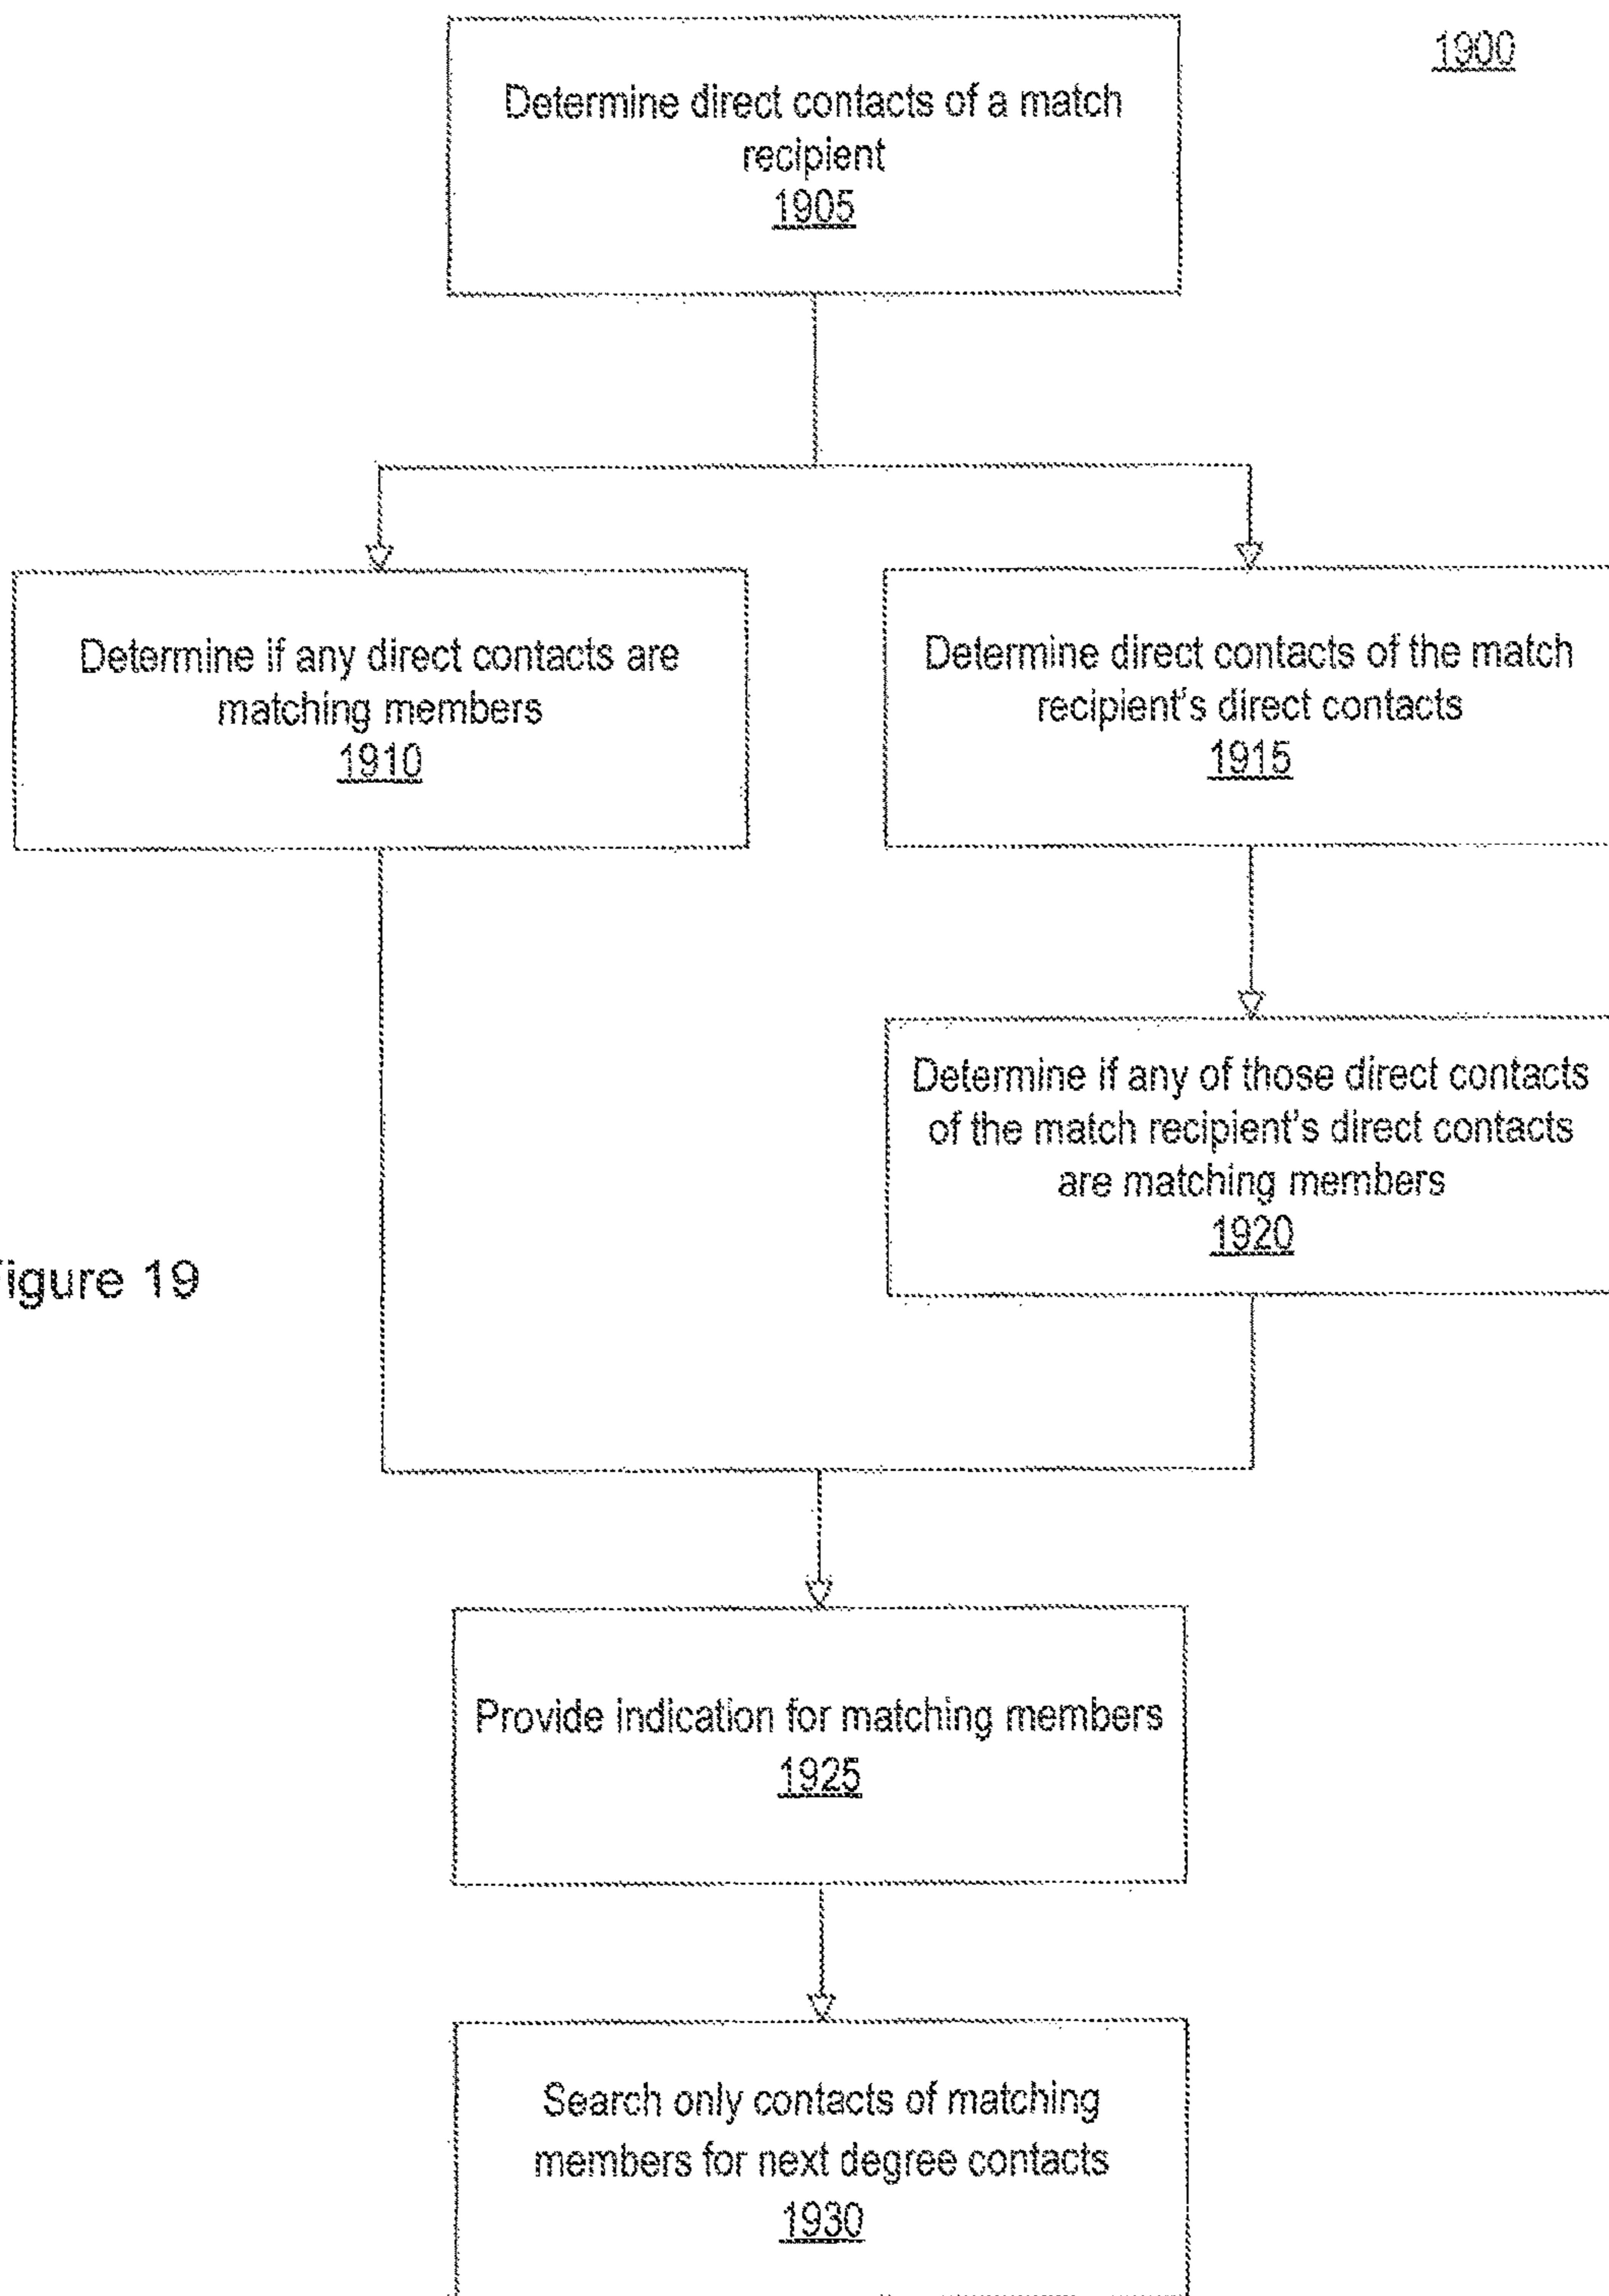 1900
Determine direct contacts of a match
recipient
1905
Determine if any direct contacts are
matching members
1910
Determine direct contacts of the match
recipient's direct contacts
1915
Determine if any of those direct contacts
of the match recipient's direct contacts
are matching members
1920
igure 19
Provide indication for matching members
1925
Search only contacts of matching
members for next degree contacts
1930